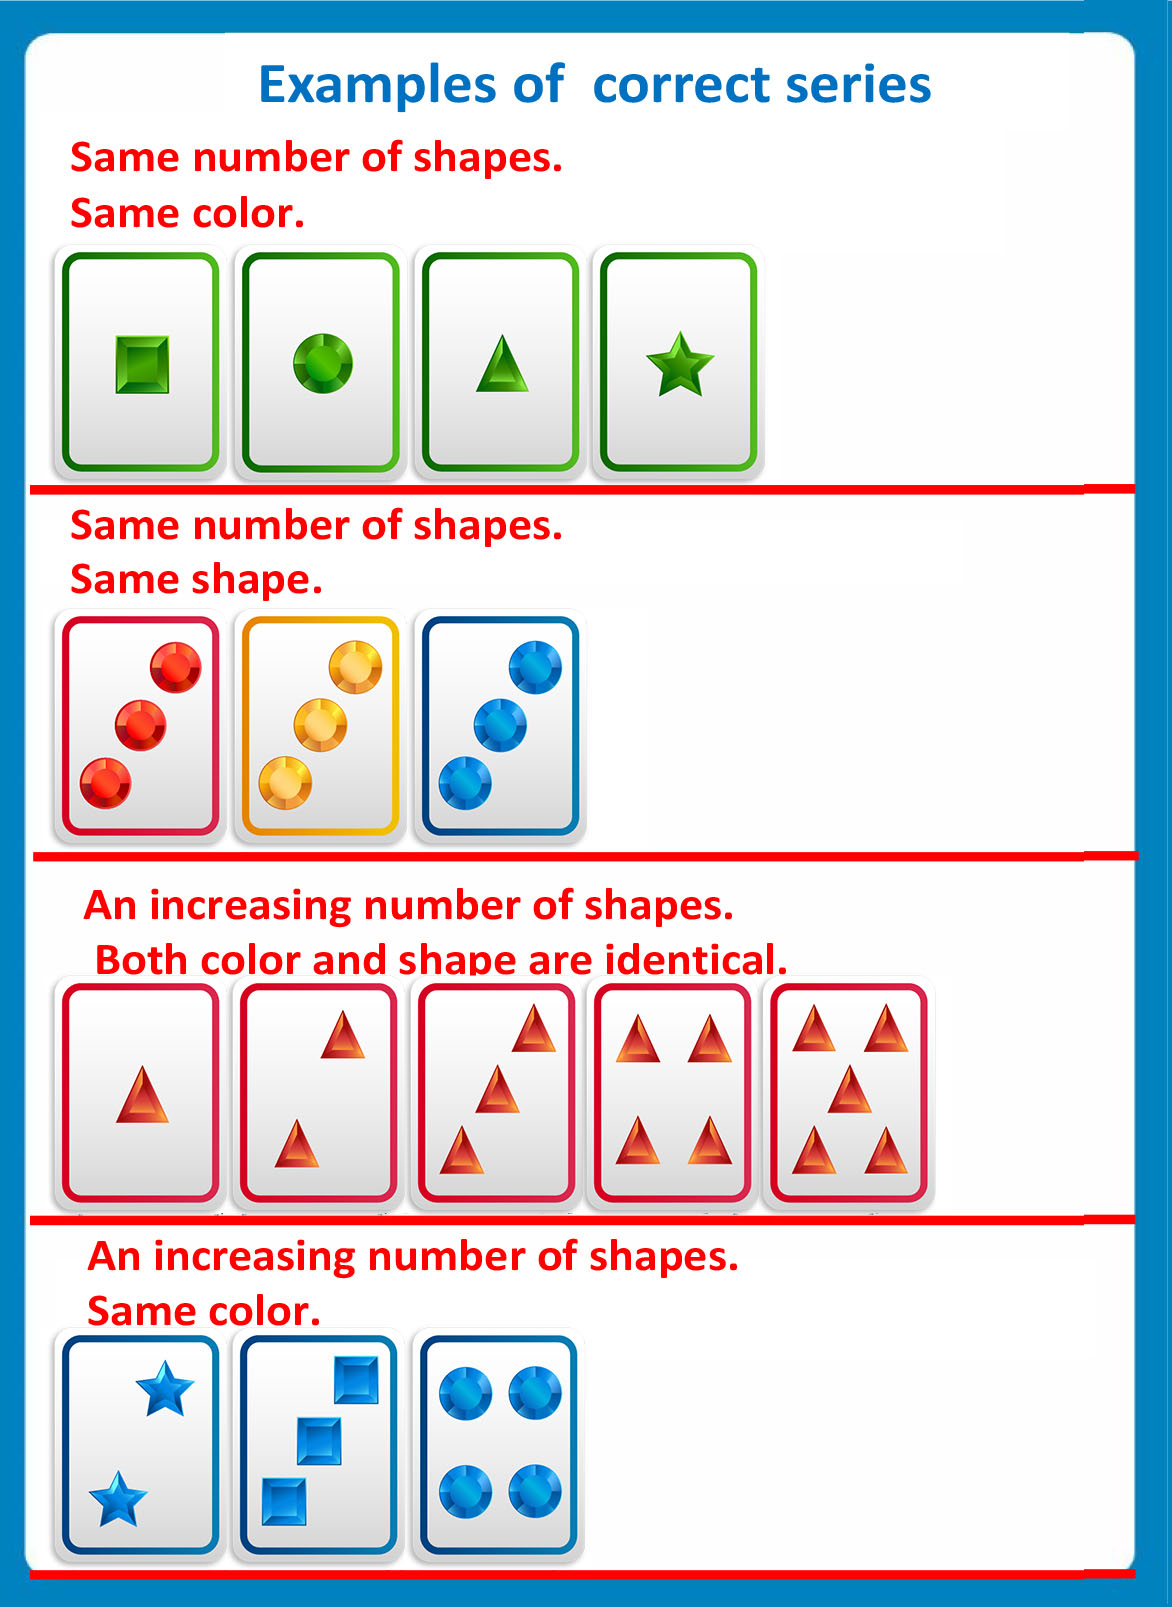 Examples of correct series
Same number of shapes.
Same color.
Same number of shapes.
Same shape.
An increasing number of shapes.
Both color and shape are identical.
An increasing number of shapes.
Same color.